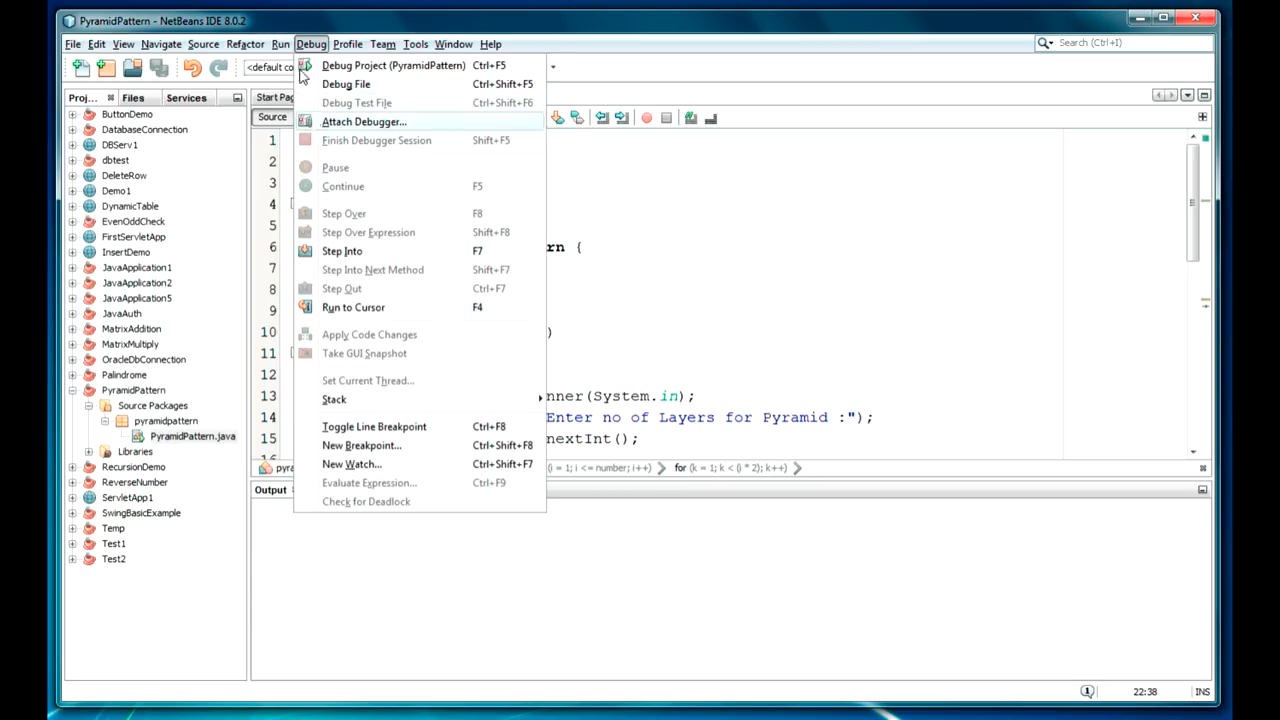 PyramidPattern - NetBeans IDE 8.0.2
File Edit View Navigate Source Refactor Run Debug Profile Team Tools Window Help
Search (Ctrl+I)
<default co
Debug Project (PyramidPattern) Ctrl+F5
Debug File Ctrl+Shift+F5
Debug Test File Ctrl+Shift+F6
Attach Debugger...
Finish Debugger Session Shift+F5
Pause
Continue F5
Step Over F8
Step Over Expression Shift+F8
Step Into F7
Step Into Next Method Shift+F7
Step Out Ctrl+F7
Run to Cursor F4
Apply Code Changes
Take GUI Snapshot
Set Current Thread...
Stack
Toggle Line Breakpoint Ctrl+F8
New Breakpoint... Ctrl+Shift+F8
New Watch... Ctrl+Shift+F7
Evaluate Expression... Ctrl+F9
Check for Deadlock
Proj... Files Services
ButtonDemo
DatabaseConnection
DBServ1
dbtest
DeleteRow
Demo1
DynamicTable
EvenOddCheck
FirstServletApp
InsertDemo
JavaApplication1
JavaApplication2
JavaApplication5
JavaAuth
MatrixAddition
MatrixMultiply
OracleDbConnection
Palindrome
PyramidPattern
Source Packages
pyramidpattern
PyramidPattern.java
Libraries
RecursionDemo
ReverseNumber
ServletApp1
SwingBasicExample
Temp
Test1
Test2
Start Pag
Source
1
2
3
4
5
6 rn {
7
8
9
10 )
11
12
13 nner(System.in);
14 Enter no of Layers for Pyramid :");
15 nextInt();
pyra (i = 1; i <= number; i++) for (k = 1; k < (i * 2); k++)
Output
22:38 INS